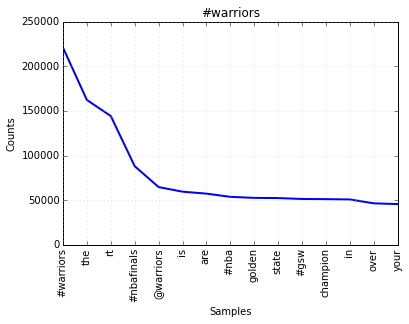 #warriors
250000
200000
150000
100000
50000
0
Counts
#warriors
the
rt
#nbafinals
@warriors
is
are
#nba
golden
state
#gsw
champion
in
over
your
Samples